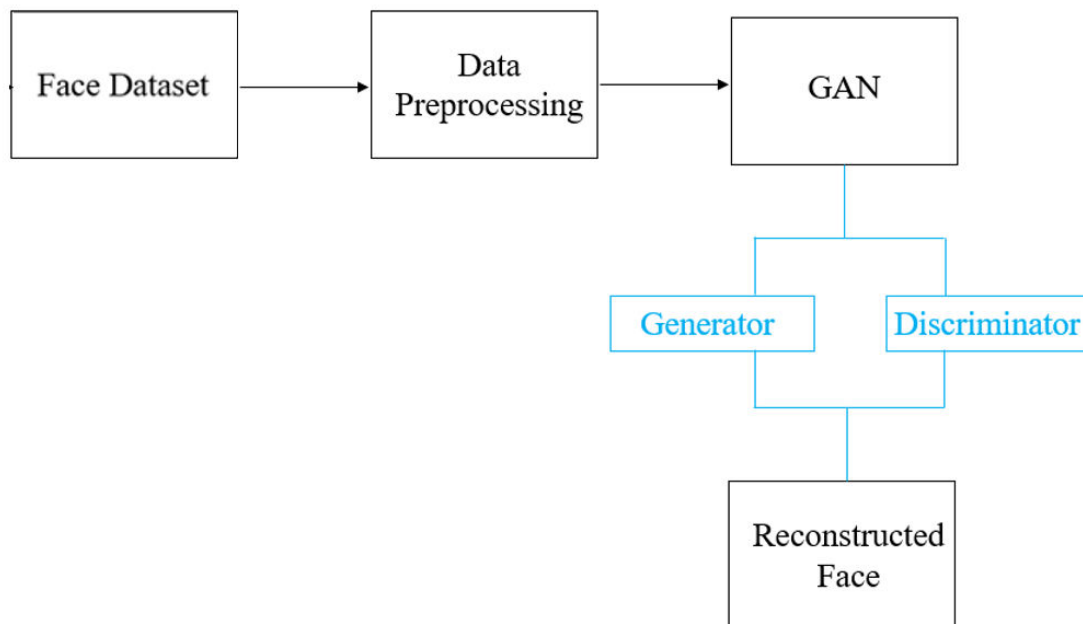 Face Dataset
Data
Preprocessing
GAN
Generator
Discriminator
Reconstructed
Face